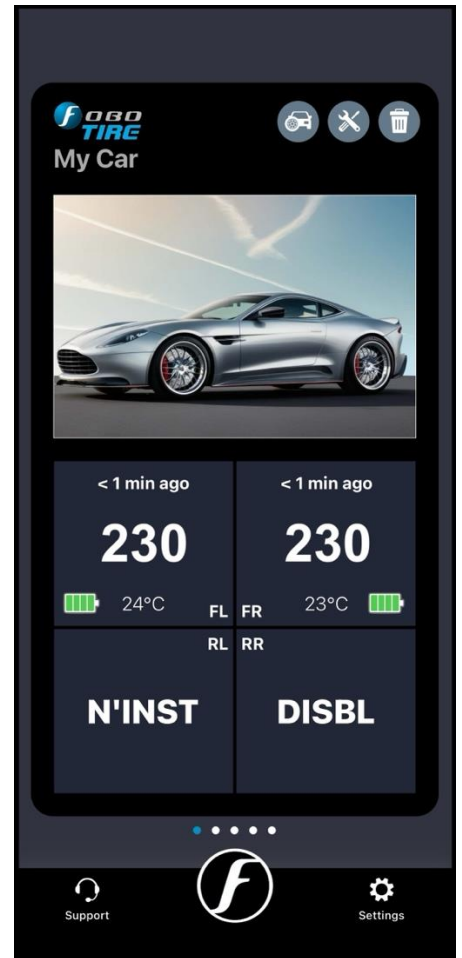 FOBO
TIRE
My Car
< 1 min ago
< 1 min ago
230
230
24°C
FL
FR
23°C
RL
RR
N'INST
DISBL
Support
Settings